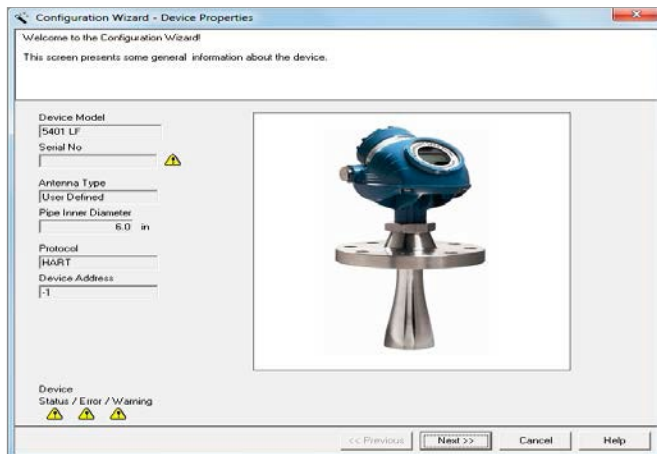 Configuration Wizard - Device Properties
Welcome to the Configuration Wizard!
This screen presents some general information about the device.
Device Model
5401 LF
Serial No
Antenna Type
User Defined
Pipe Inner Diameter
6.0 in
Protocol
HART
Device Address
-1
Device
Status / Error / Warning
<< Previous
Next >>
Cancel
Help